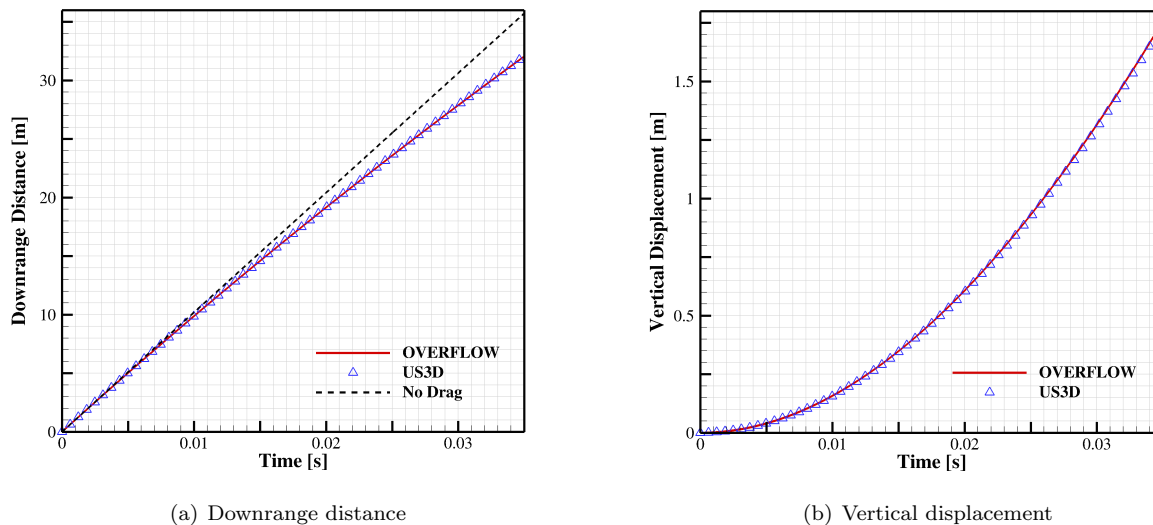 Downrange Distance [m]
30
20
10
0
0
0.01
0.02
0.03
Time [s]
OVERFLOW
US3D
No Drag
(a) Downrange distance
Vertical Displacement [m]
1.5
1
0.5
0
0
0.01
0.02
0.03
Time [s]
OVERFLOW
US3D
(b) Vertical displacement